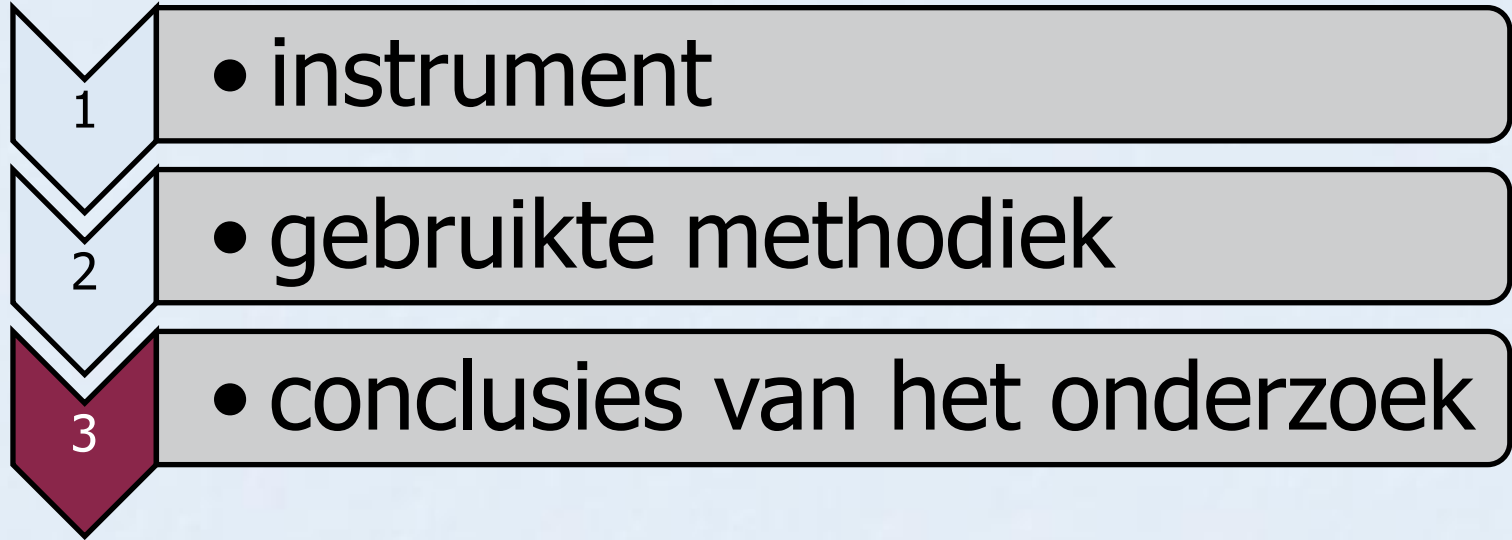 1
• instrument
2
• gebruikte methodiek
3
• conclusies van het onderzoek